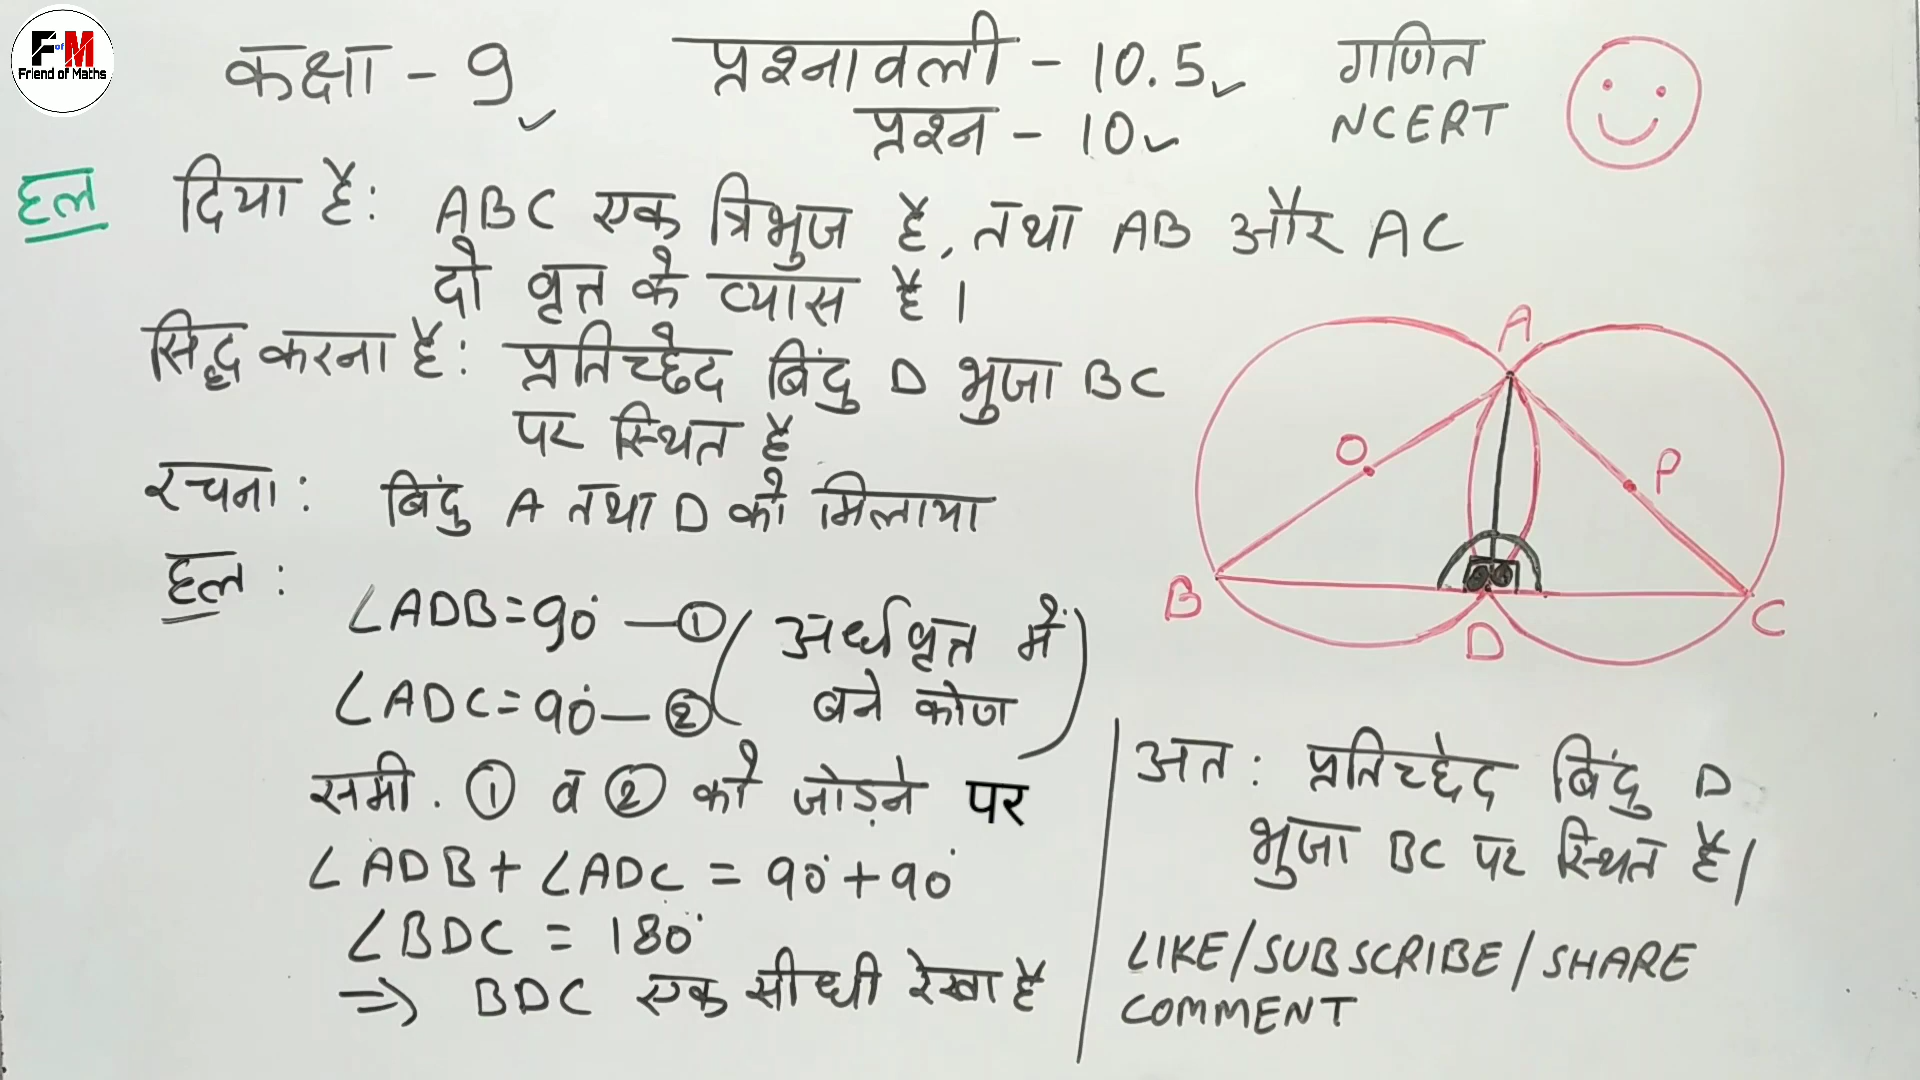 FofM
Friend of Maths
कक्षा - 9
प्रश्नावली - 10.5
गणित
प्रश्न - 10
NCERT
हल
दिया है: ABC एक त्रिभुज है, तथा AB और AC
दो वृत्त के व्यास है।
सिद्ध करना है: प्रतिच्छेद बिंदु D भुजा BC
पर स्थित है
रचना: बिंदु A तथा D को मिलाया
हल:
∠ADB=90° —①
(अर्धवृत्त में
∠ADC=90°—②
बने कोण)
समी. ① व ② को जोड़ने पर
∠ADB+∠ADC = 90°+90°
∠BDC = 180°
⇒ BDC एक सीधी रेखा है
A
O
P
B
D
C
अत: प्रतिच्छेद बिंदु D
भुजा BC पर स्थित है।
LIKE/SUBSCRIBE/SHARE
COMMENT